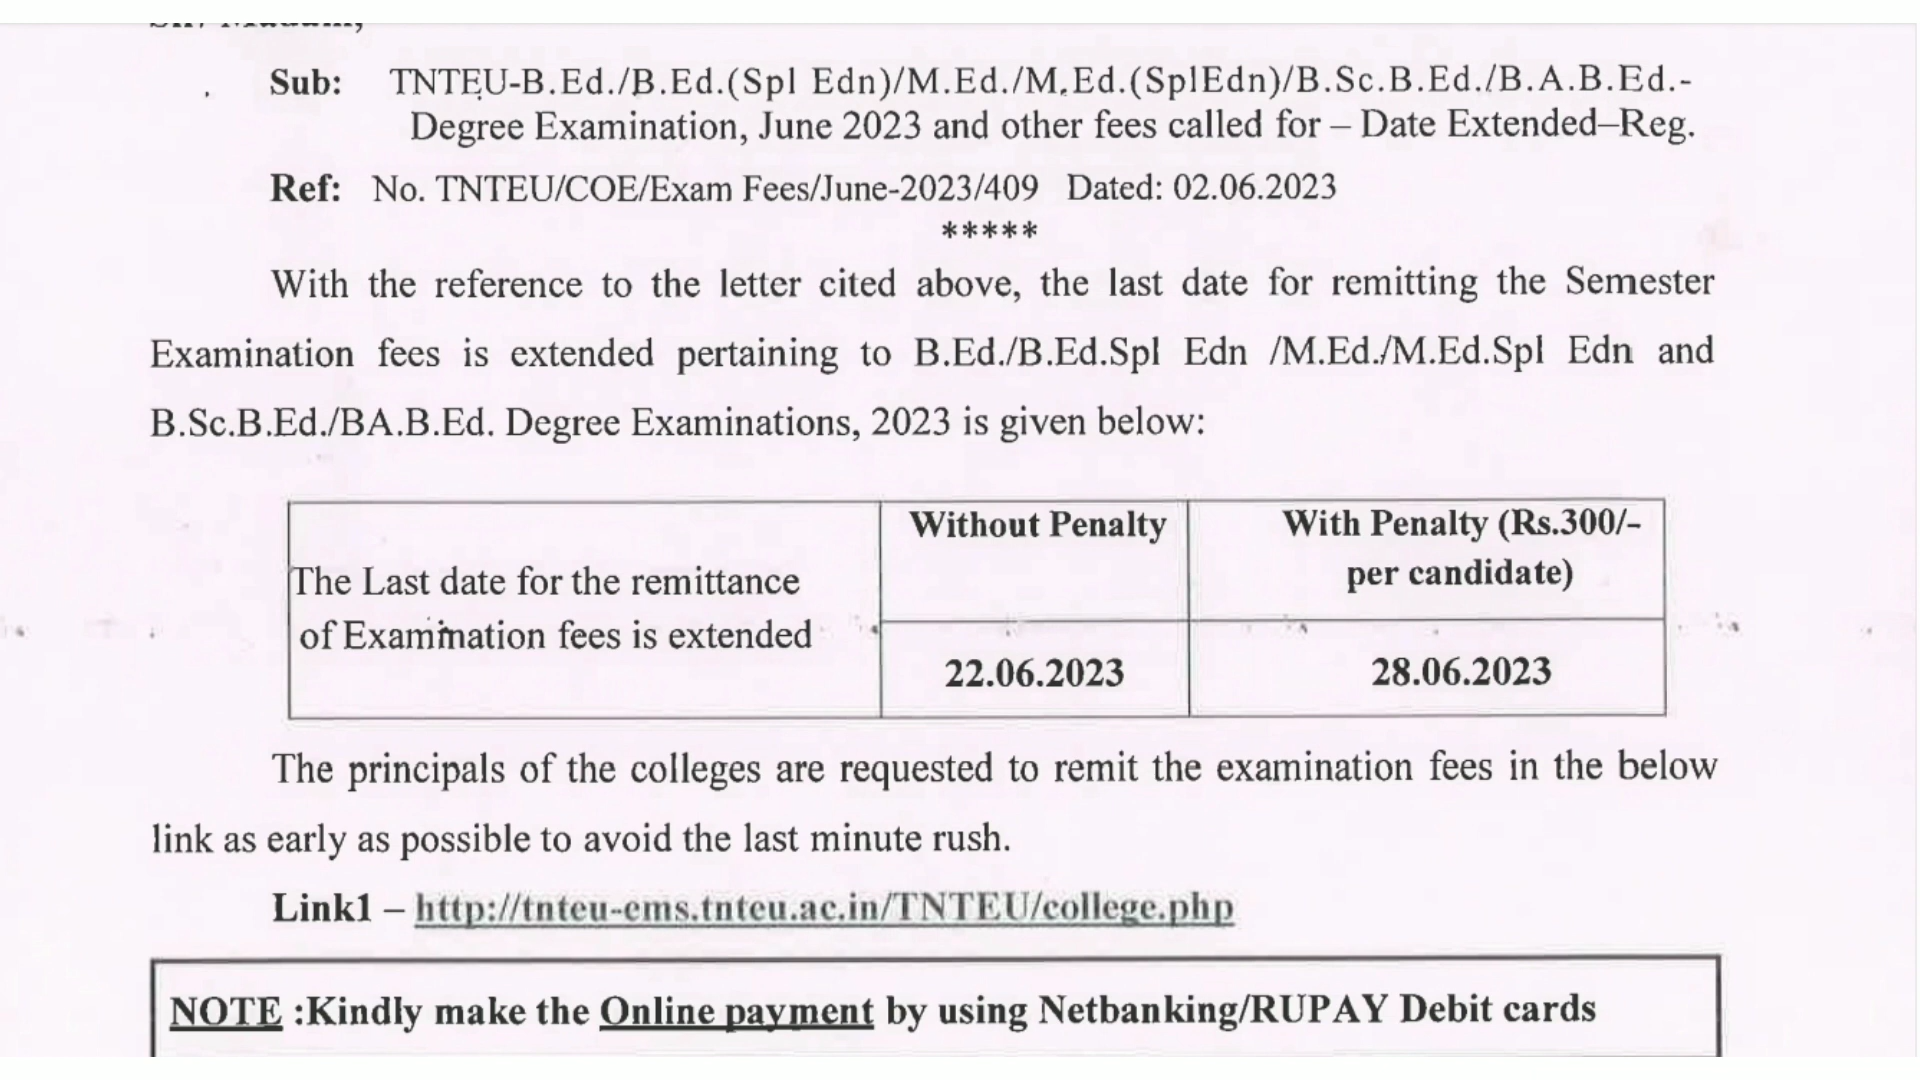 Sub: TNTEU-B.Ed./B.Ed.(Spl Edn)/M.Ed./M.Ed.(SplEdn)/B.Sc.B.Ed./B.A.B.Ed.-
Degree Examination, June 2023 and other fees called for – Date Extended–Reg.
Ref: No. TNTEU/COE/Exam Fees/June-2023/409 Dated: 02.06.2023
*****
With the reference to the letter cited above, the last date for remitting the Semester
Examination fees is extended pertaining to B.Ed./B.Ed.Spl Edn /M.Ed./M.Ed.Spl Edn and
B.Sc.B.Ed./BA.B.Ed. Degree Examinations, 2023 is given below:
The Last date for the remittance
of Examination fees is extended
Without Penalty
With Penalty (Rs.300/-
per candidate)
22.06.2023
28.06.2023
The principals of the colleges are requested to remit the examination fees in the below
link as early as possible to avoid the last minute rush.
Link1 – http://tnteu-ems.tnteu.ac.in/TNTEU/college.php
NOTE :Kindly make the Online payment by using Netbanking/RUPAY Debit cards